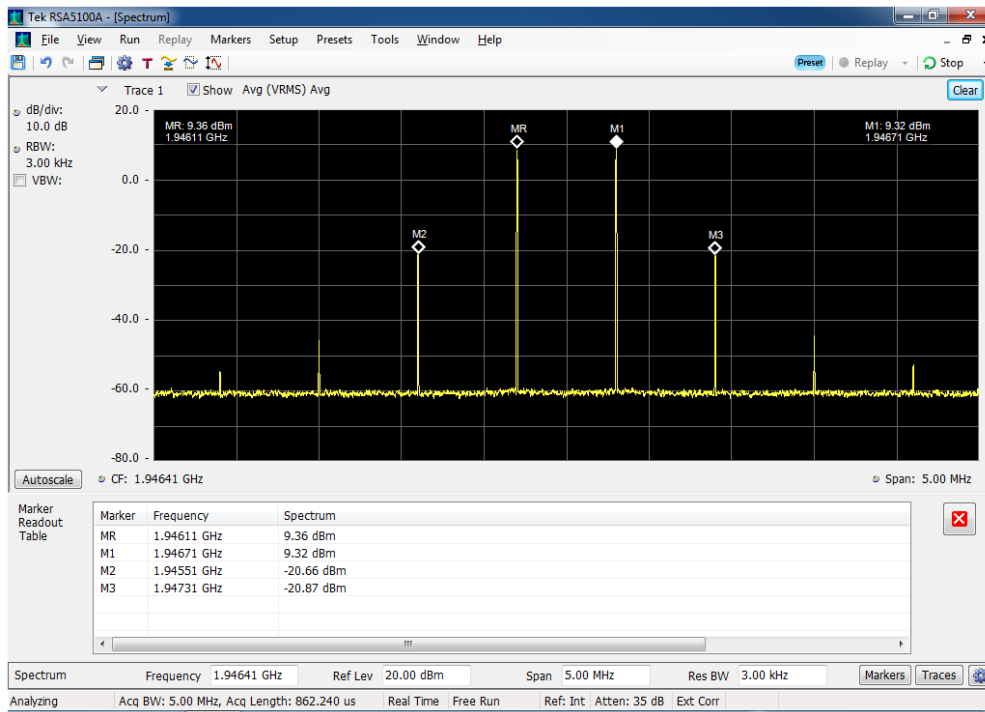 Tek RSA5100A - [Spectrum]
File View Run Replay Markers Setup Presets Tools Window Help
T Preset Replay Stop
Trace 1 Show Avg (VRMS) Avg Clear
dB/div:
10.0 dB
RBW:
3.00 kHz
VBW:
20.0
0.0
-20.0
-40.0
-60.0
-80.0
MR: 9.36 dBm
1.94611 GHz
MR
M1
M1: 9.32 dBm
1.94671 GHz
M2
M3
Autoscale CF: 1.94641 GHz Span: 5.00 MHz
Marker
Readout
Table
Marker Frequency Spectrum
MR 1.94611 GHz 9.36 dBm
M1 1.94671 GHz 9.32 dBm
M2 1.94551 GHz -20.66 dBm
M3 1.94731 GHz -20.87 dBm
Spectrum Frequency 1.94641 GHz Ref Lev 20.00 dBm Span 5.00 MHz Res BW 3.00 kHz Markers Traces
Analyzing Acq BW: 5.00 MHz, Acq Length: 862.240 us Real Time Free Run Ref: Int Atten: 35 dB Ext Corr